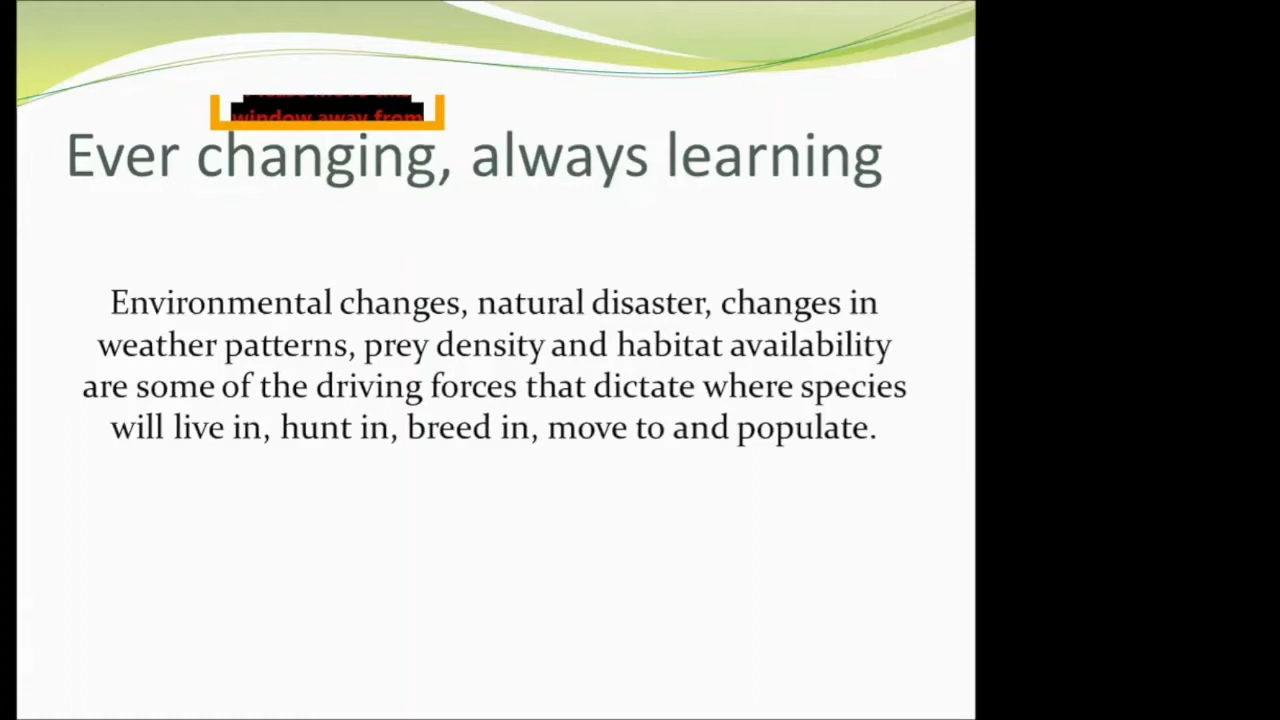 window away from
Ever changing, always learning
Environmental changes, natural disaster, changes in
weather patterns, prey density and habitat availability
are some of the driving forces that dictate where species
will live in, hunt in, breed in, move to and populate.